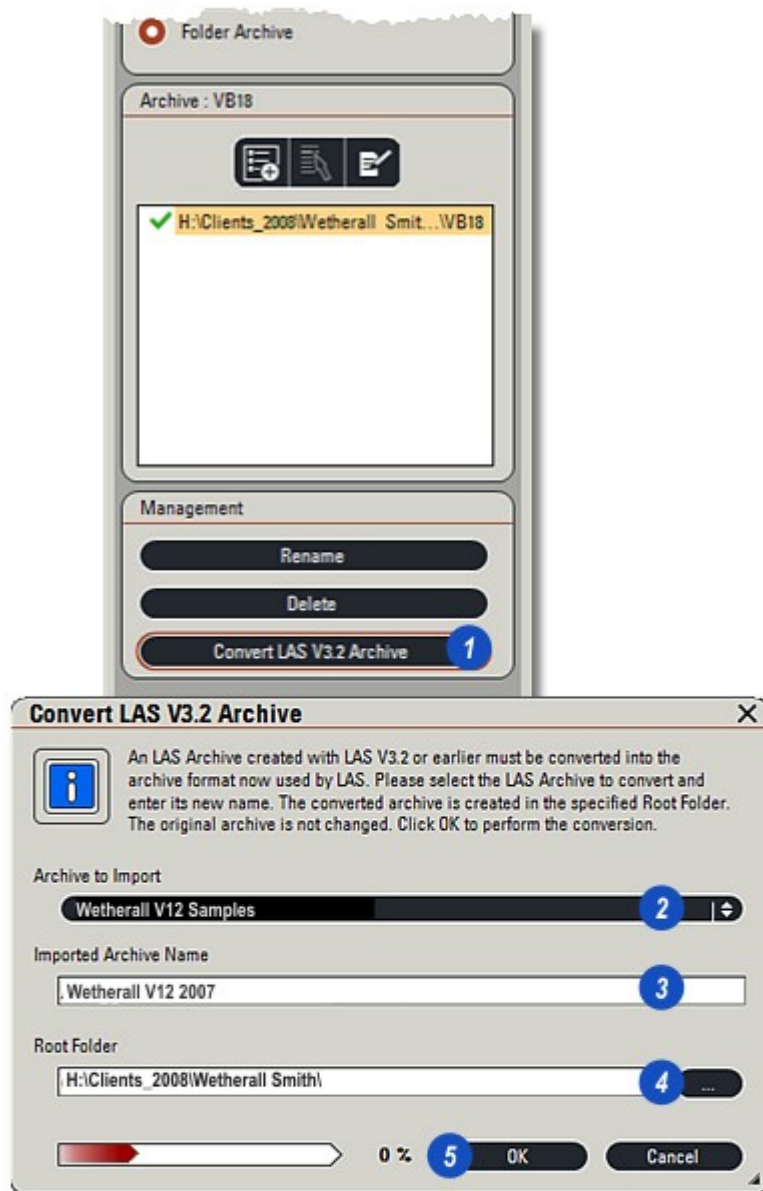 Folder Archive
Archive : VB18
H:\Clients_2008\Wetherall Smit...\VB18
Management
Rename
Delete
Convert LAS V3.2 Archive 1
Convert LAS V3.2 Archive
An LAS Archive created with LAS V3.2 or earlier must be converted into the
archive format now used by LAS. Please select the LAS Archive to convert and
enter its new name. The converted archive is created in the specified Root Folder.
The original archive is not changed. Click OK to perform the conversion.
Archive to Import
Wetherall V12 Samples 2
Imported Archive Name
Wetherall V12 2007 3
Root Folder
H:\Clients_2008\Wetherall Smith\ 4 ...
0 % 5 OK Cancel